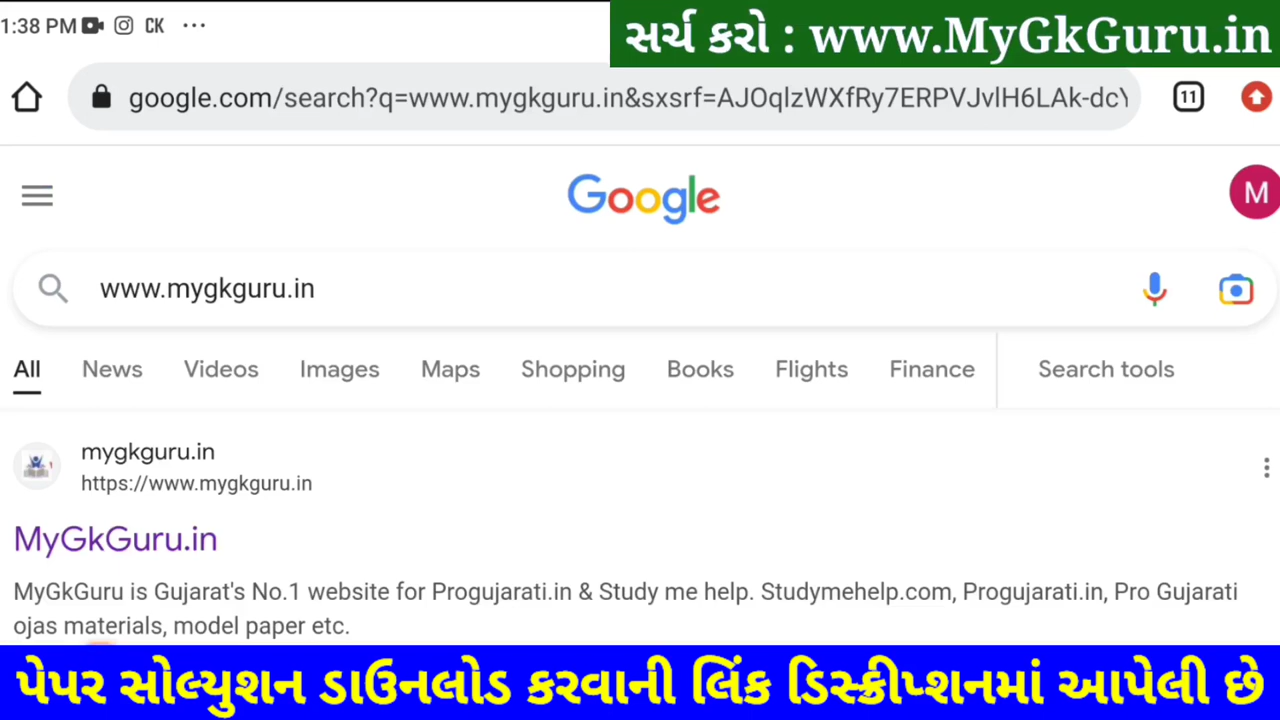 1:38 PM CK ...
સર્ચ કરો : www.MyGkGuru.in
google.com/search?q=www.mygkguru.in&sxsrf=AJOqlzWXfRy7ERPVJvlH6LAk-dcY
11
Google
M
www.mygkguru.in
All News Videos Images Maps Shopping Books Flights Finance Search tools
mygkguru.in
https://www.mygkguru.in
MyGkGuru.in
MyGkGuru is Gujarat's No.1 website for Progujarati.in & Study me help. Studymehelp.com, Progujarati.in, Pro Gujarati
ojas materials, model paper etc.
પેપર સોલ્યુશન ડાઉનલોડ કરવાની લિંક ડિસ્ક્રીપ્શનમાં આપેલી છે